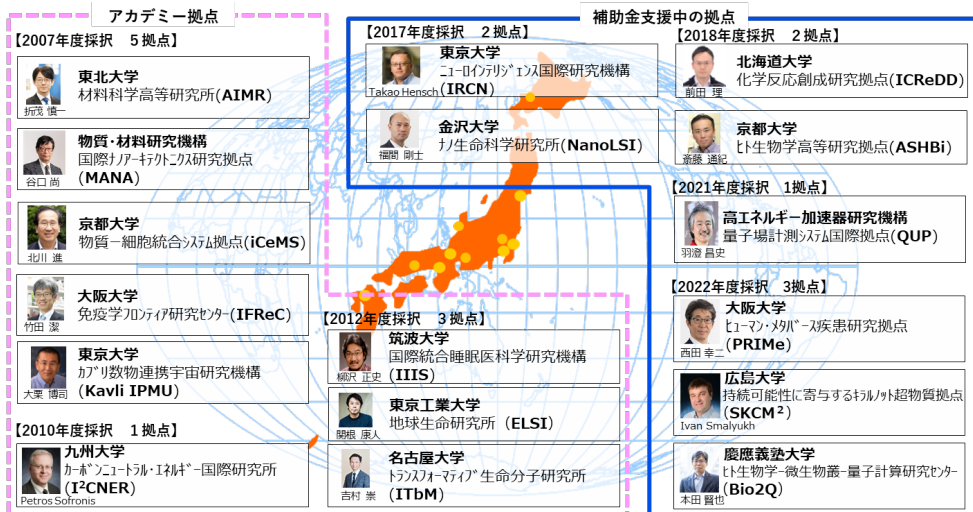 アカデミー拠点
【2007年度採択　５拠点】
東北大学
材料科学高等研究所(AIMR)
折茂 慎一
物質・材料研究機構
国際ﾅﾉｱｰｷﾃｸﾄﾆｸｽ研究拠点
(MANA)
谷口 尚
京都大学
物質－細胞統合ｼｽﾃﾑ拠点(iCeMS)
北川 進
大阪大学
免疫学ﾌﾛﾝﾃｨｱ研究ｾﾝﾀｰ(IFReC)
竹田 潔
東京大学
ｶﾌﾞﾘ数物連携宇宙研究機構
(Kavli IPMU)
大栗 博司
【2010年度採択　１拠点】
九州大学
ｶｰﾎﾞﾝﾆｭｰﾄﾗﾙ・ｴﾈﾙｷﾞｰ国際研究所
(I²CNER)
Petros Sofronis
【2012年度採択　３拠点】
筑波大学
国際統合睡眠医科学研究機構
(IIIS)
柳沢 正史
東京工業大学
地球生命研究所 (ELSI)
関根 康人
名古屋大学
ﾄﾗﾝｽﾌｫｰﾏﾃｨﾌﾞ生命分子研究所
(ITbM)
吉村 崇
補助金支援中の拠点
【2017年度採択　２拠点】
東京大学
ﾆｭｰﾛｲﾝﾃﾘｼﾞｪﾝｽ国際研究機構
(IRCN)
Takao Hensch
金沢大学
ﾅﾉ生命科学研究所(NanoLSI)
福間 剛士
【2018年度採択　２拠点】
北海道大学
化学反応創成研究拠点(ICReDD)
前田 理
京都大学
ﾋﾄ生物学高等研究拠点(ASHBi)
斎藤 通紀
【2021年度採択　1拠点】
高エネルギー加速器研究機構
量子場計測ｼｽﾃﾑ国際拠点(QUP)
羽澄 昌史
【2022年度採択　3拠点】
大阪大学
ﾋｭｰﾏﾝ・ﾒﾀﾊﾞｰｽ疾患研究拠点
(PRIMe)
西田 幸二
広島大学
持続可能性に寄与するｷﾗﾙﾉｯﾄ超物質拠点
(SKCM²)
Ivan Smalyukh
慶應義塾大学
ﾋﾄ生物学-微生物叢-量子計算研究ｾﾝﾀｰ
(Bio2Q)
本田 賢也